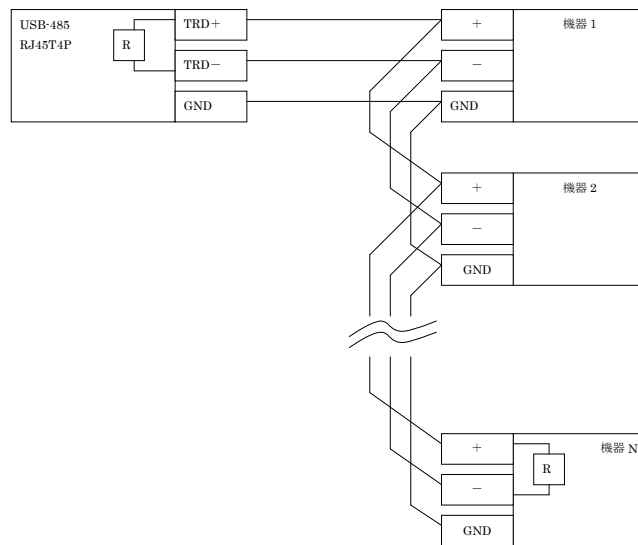 USB-485
RJ45T4P
R
TRD+
TRD−
GND
+
−
GND
機器 1
+
−
GND
機器 2
+
−
GND
R
機器 N